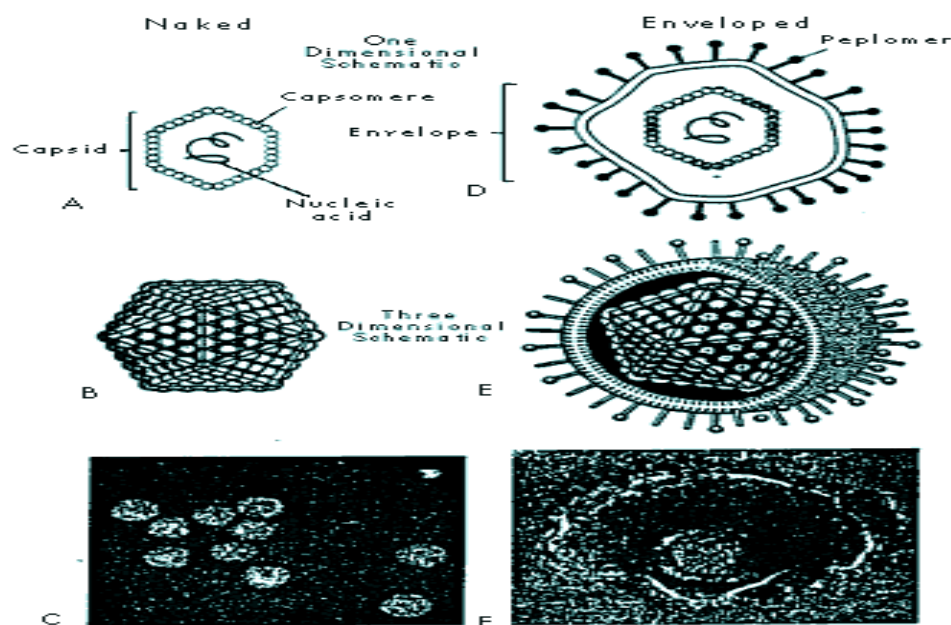 Naked
Enveloped
One
Dimensional
Schematic
Peplomer
Capsomere
Envelope
Capsid
A
D
Nucleic
acid
Three
Dimensional
Schematic
B
E
C
F